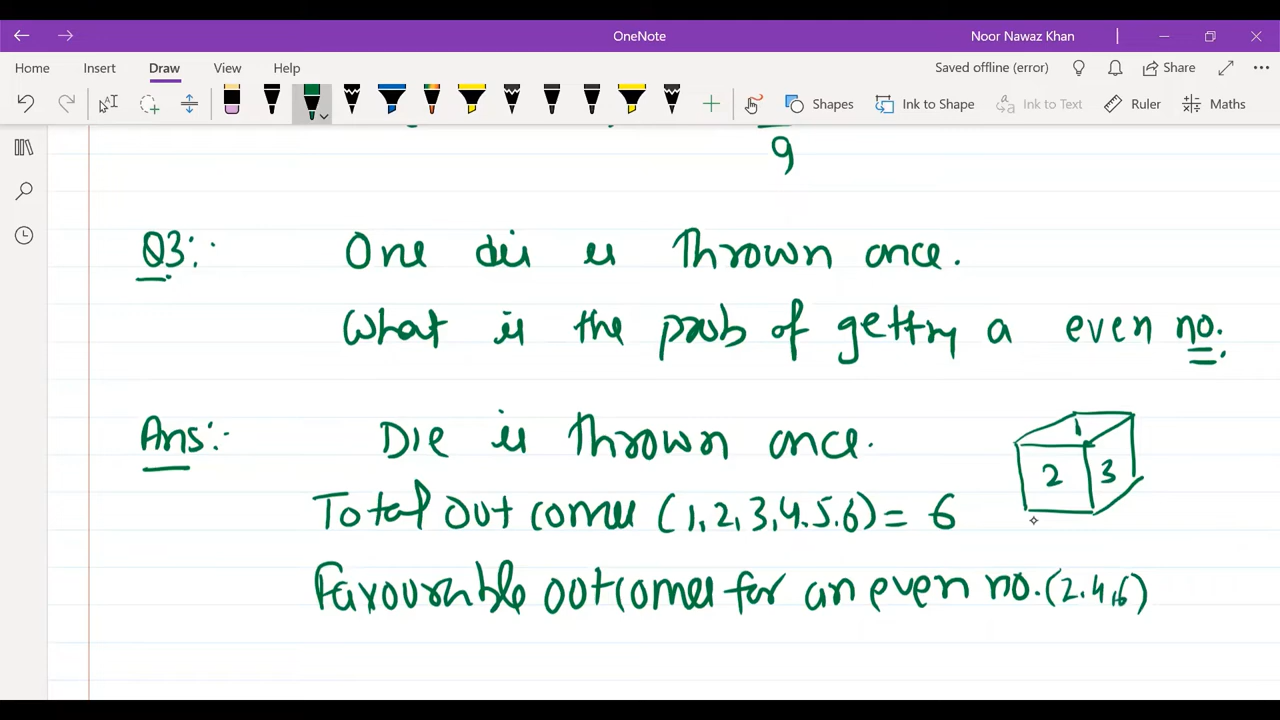 OneNote
Noor Nawaz Khan
Home Insert Draw View Help
Saved offline (error)
Share
Shapes
Ink to Shape
Ink to Text
Ruler
Maths
9
Q3:- One die is thrown once.
What is the prob of getting a even no.
Ans:- Die is thrown once.
1
2 3
Total outcomes (1,2,3,4.5.6) = 6
Favourable outcomes for an even no. (2.4,6)